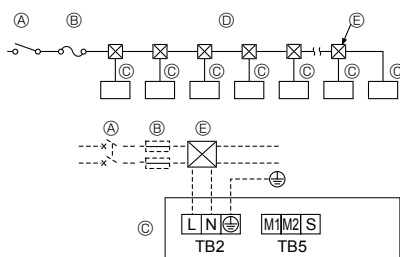 Ⓐ Ⓑ Ⓓ Ⓔ
Ⓒ Ⓒ Ⓒ Ⓒ Ⓒ Ⓒ Ⓒ
Ⓐ Ⓑ Ⓔ
Ⓒ L N M1 M2 S
TB2 TB5